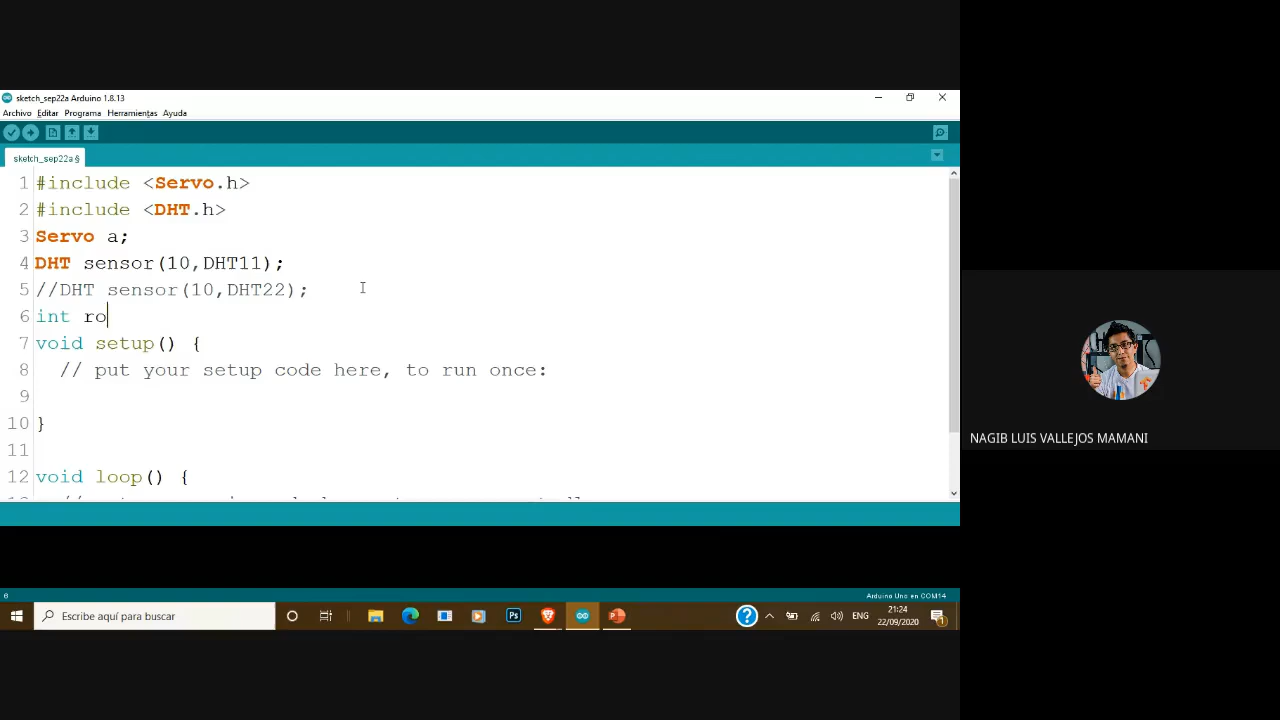 sketch_sep22a Arduino 1.8.13
Archivo Editar Programa Herramientas Ayuda
sketch_sep22a §
1 #include <Servo.h>
2 #include <DHT.h>
3 Servo a;
4 DHT sensor(10,DHT11);
5 //DHT sensor(10,DHT22);
6 int ro
7 void setup() {
8 // put your setup code here, to run once:
9
10 }
11
12 void loop() {
NAGIB LUIS VALLEJOS MAMANI
6
Arduino Uno en COM14
Escribe aquí para buscar
Ps
?
ENG
21:24
22/09/2020
1